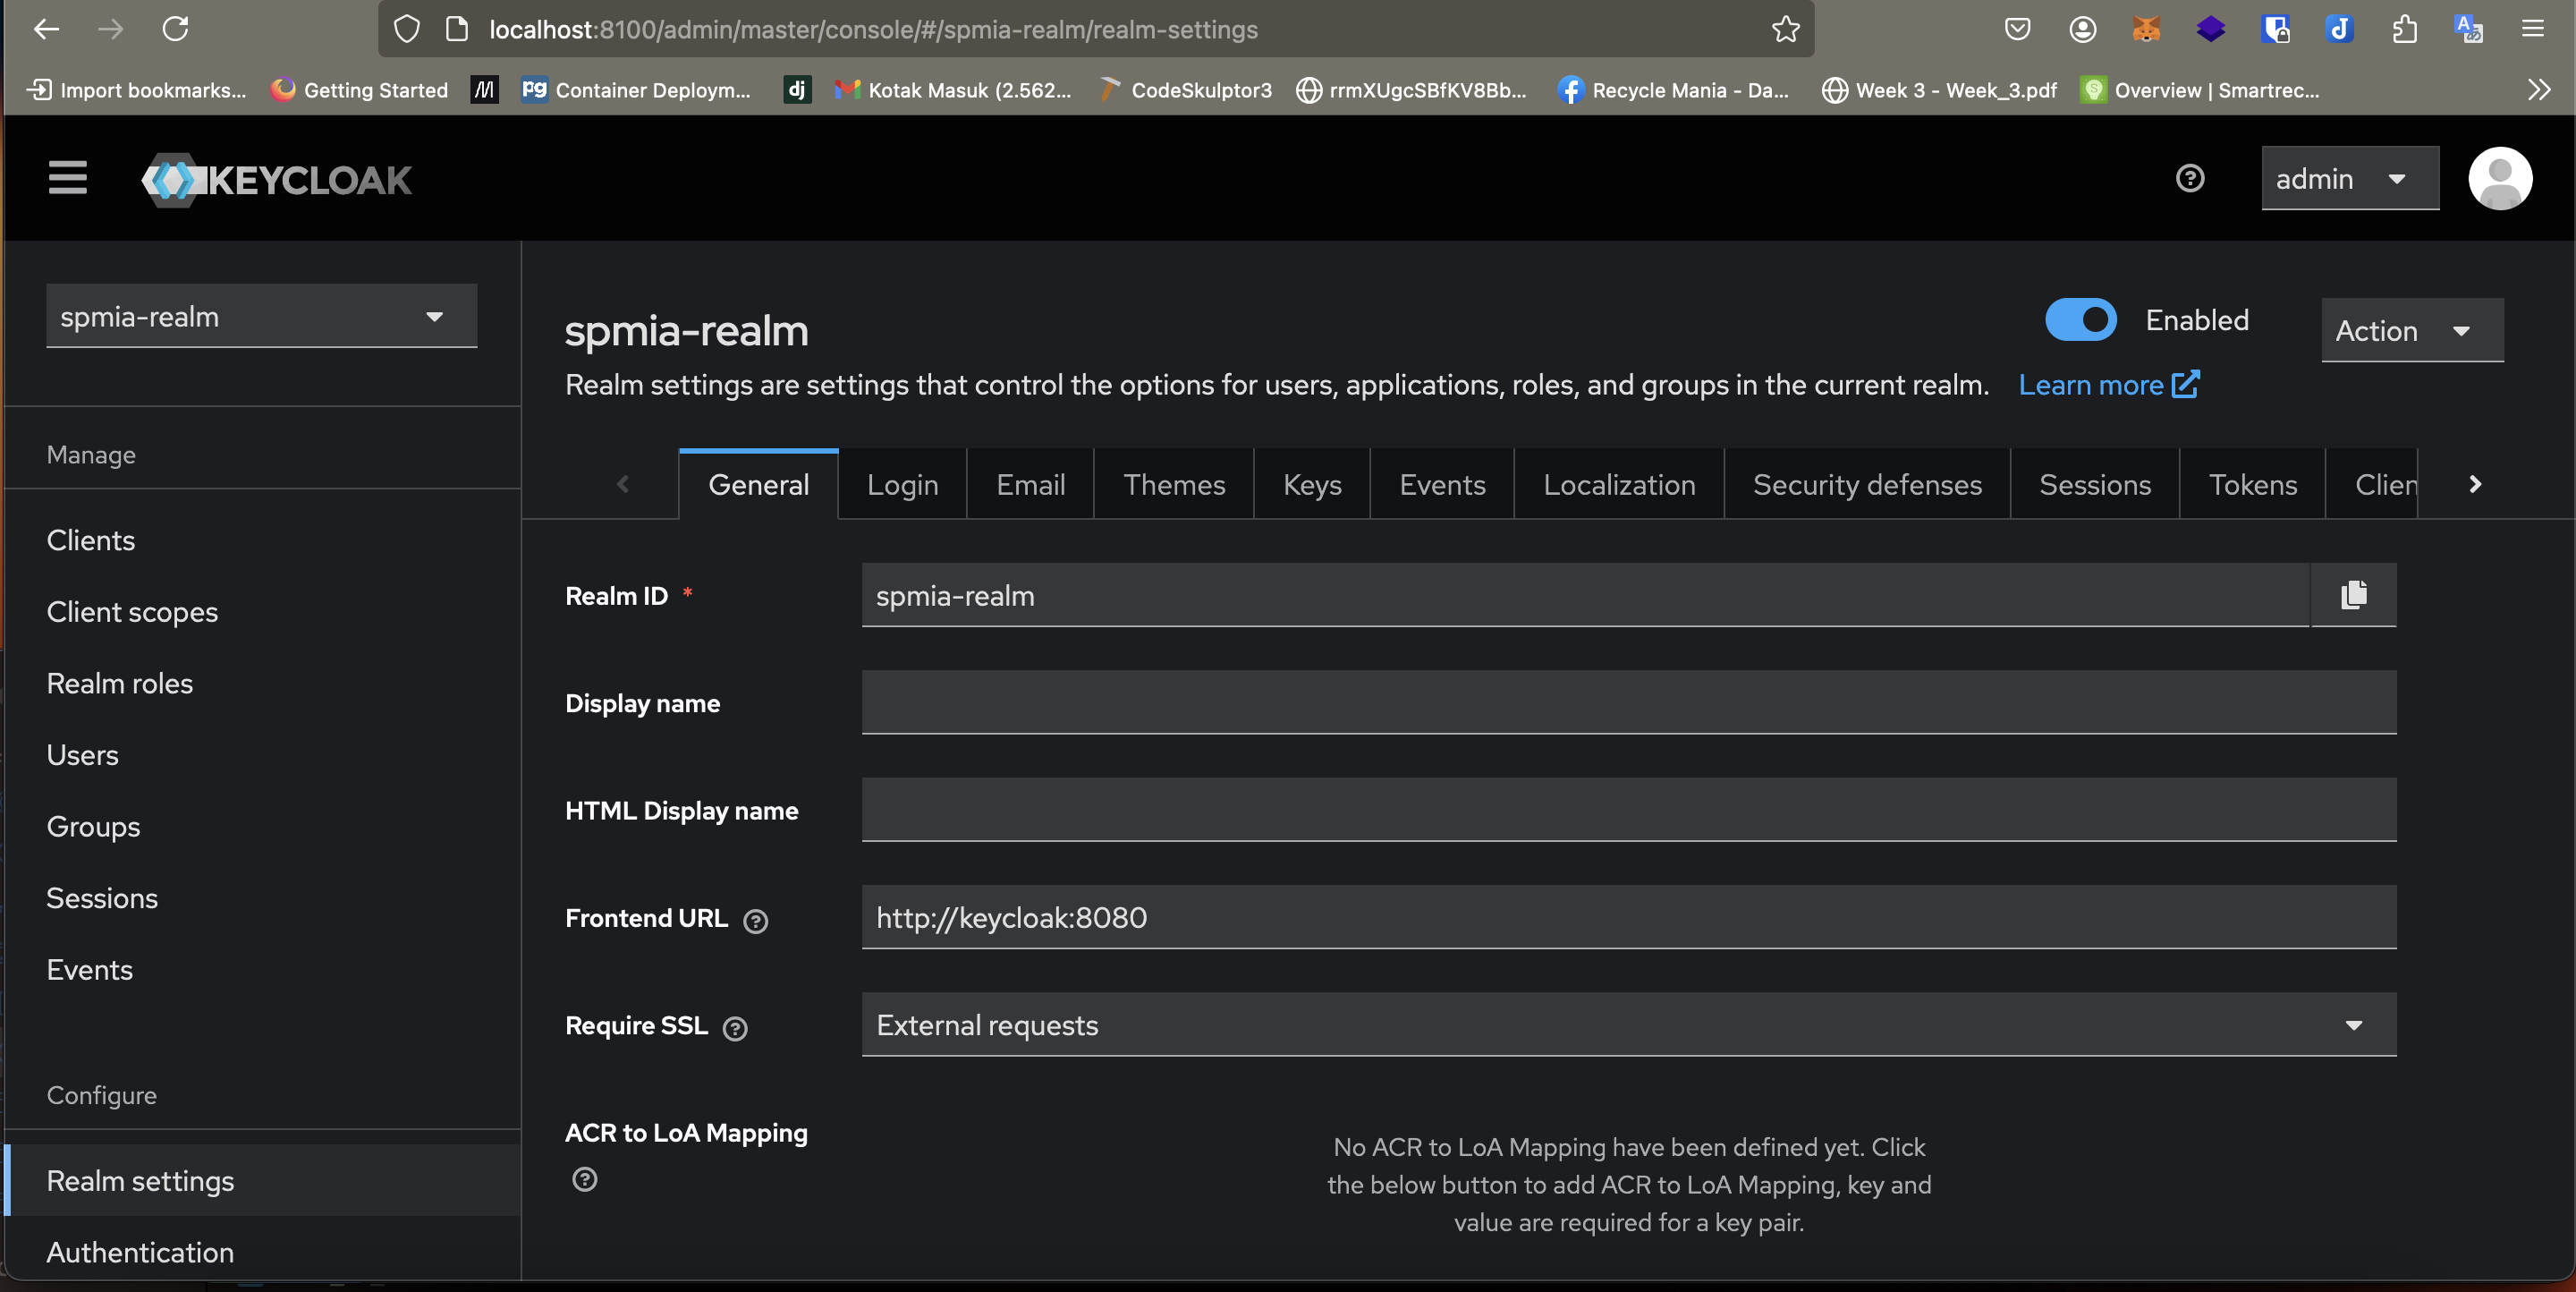 localhost:8100/admin/master/console/#/spmia-realm/realm-settings
Import bookmarks... Getting Started M pg Container Deploym... dj Kotak Masuk (2.562... CodeSkulptor3 rrmXUgcSBfKV8Bb... Recycle Mania - Da... Week 3 - Week_3.pdf Overview | Smartrec...
KEYCLOAK
admin
spmia-realm
Manage
Clients
Client scopes
Realm roles
Users
Groups
Sessions
Events
Configure
Realm settings
Authentication
spmia-realm
Enabled
Action
Realm settings are settings that control the options for users, applications, roles, and groups in the current realm. Learn more
General Login Email Themes Keys Events Localization Security defenses Sessions Tokens Clien
Realm ID * spmia-realm
Display name
HTML Display name
Frontend URL http://keycloak:8080
Require SSL External requests
ACR to LoA Mapping
No ACR to LoA Mapping have been defined yet. Click
the below button to add ACR to LoA Mapping, key and
value are required for a key pair.